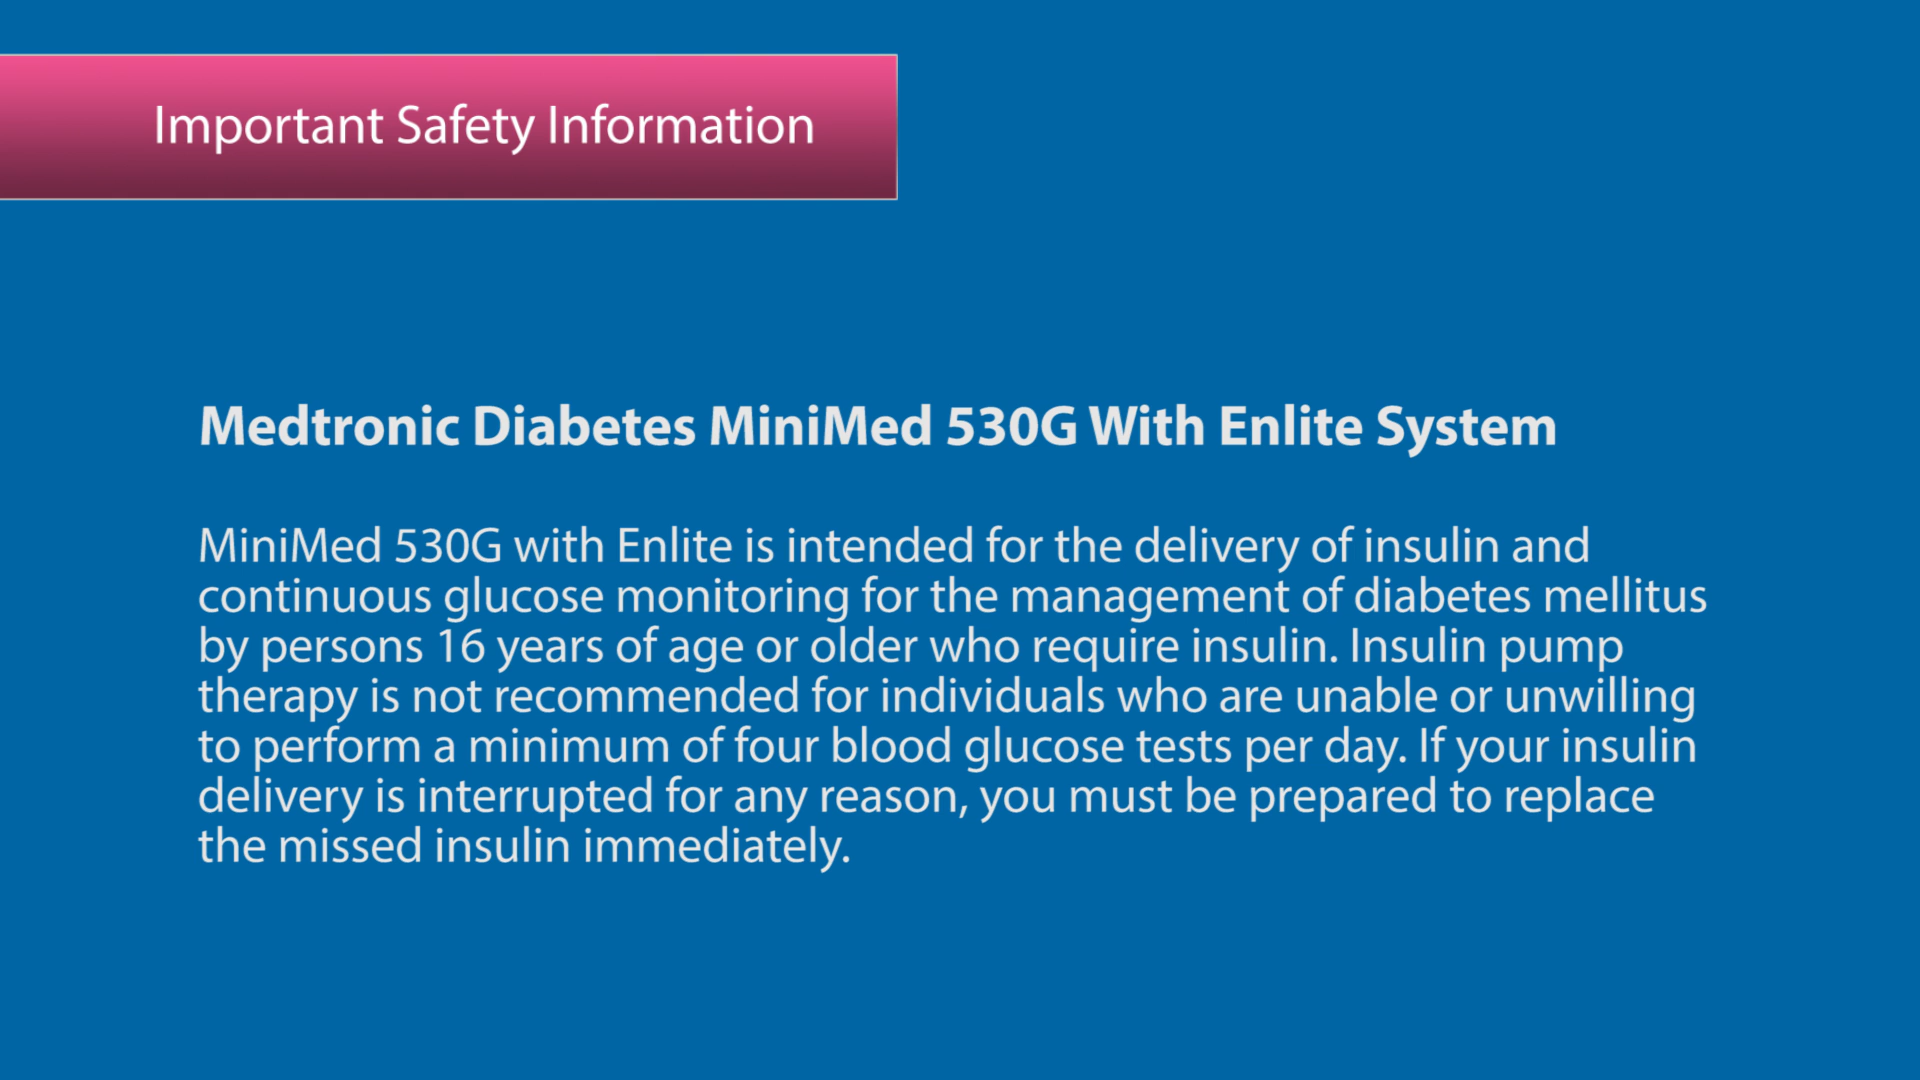 Important Safety Information
Medtronic Diabetes MiniMed 530G With Enlite System
MiniMed 530G with Enlite is intended for the delivery of insulin and
continuous glucose monitoring for the management of diabetes mellitus
by persons 16 years of age or older who require insulin. Insulin pump
therapy is not recommended for individuals who are unable or unwilling
to perform a minimum of four blood glucose tests per day. If your insulin
delivery is interrupted for any reason, you must be prepared to replace
the missed insulin immediately.